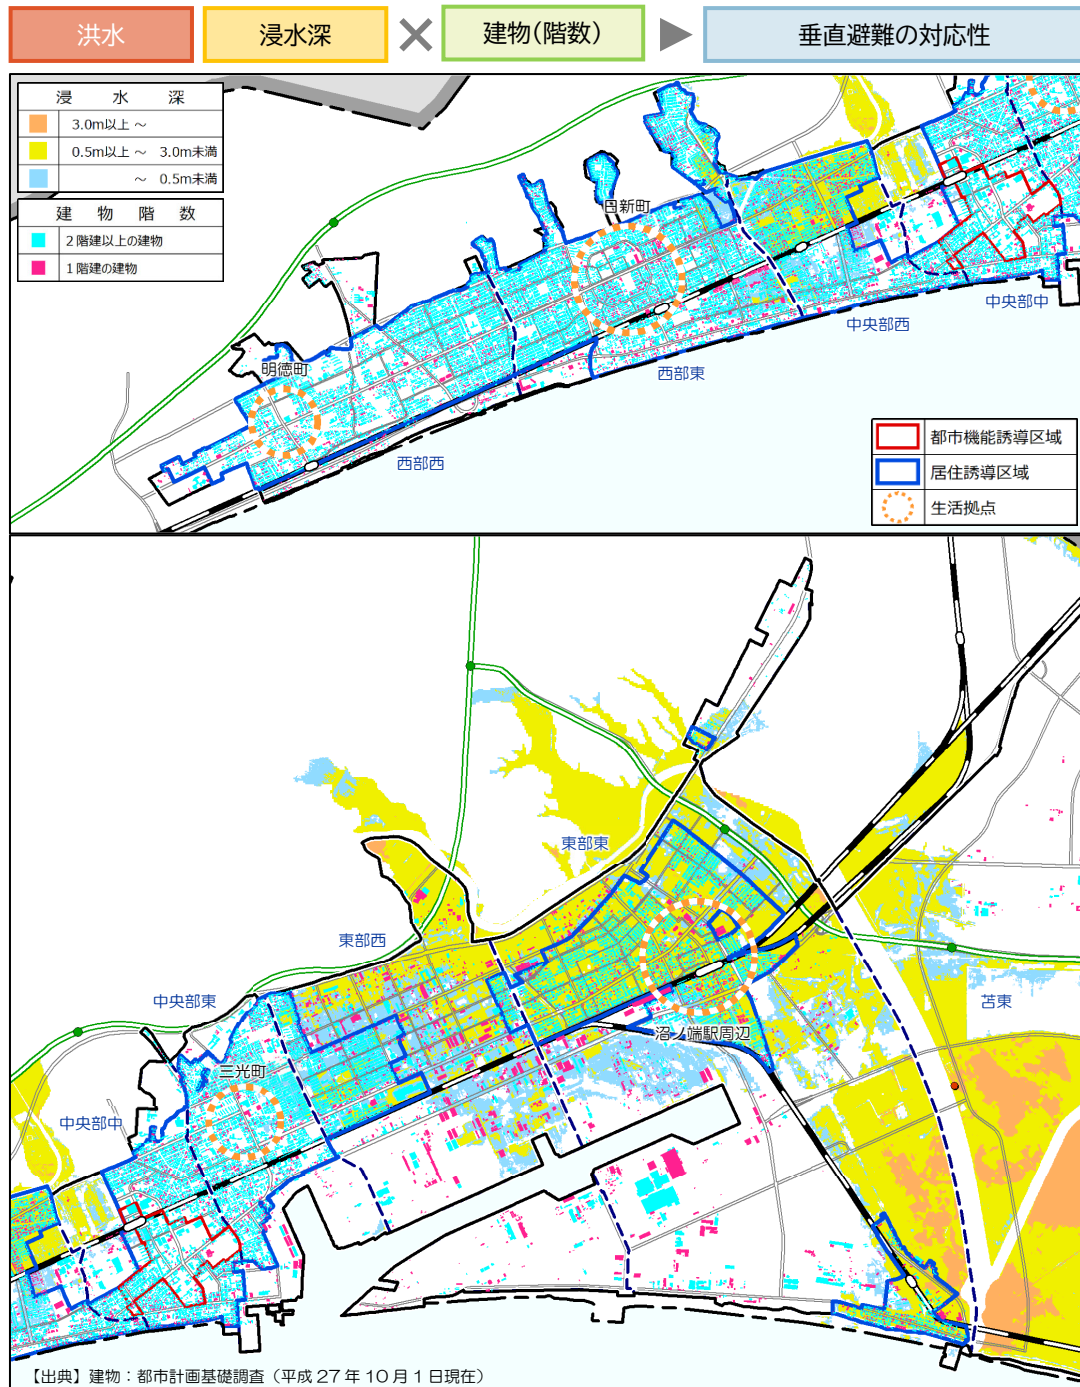 洪水 浸水深 × 建物(階数) ▶ 垂直避難の対応性
浸水深
3.0m以上 ～
0.5m以上 ～ 3.0m未満
～ 0.5m未満
建物階数
2階建以上の建物
1階建の建物
日新町
中央部中
中央部西
西部東
明徳町
西部西
都市機能誘導区域
居住誘導区域
生活拠点
東部東
東部西
中央部東
苫東
沼ノ端駅周辺
三光町
中央部中
【出典】建物：都市計画基礎調査（平成27年10月1日現在）